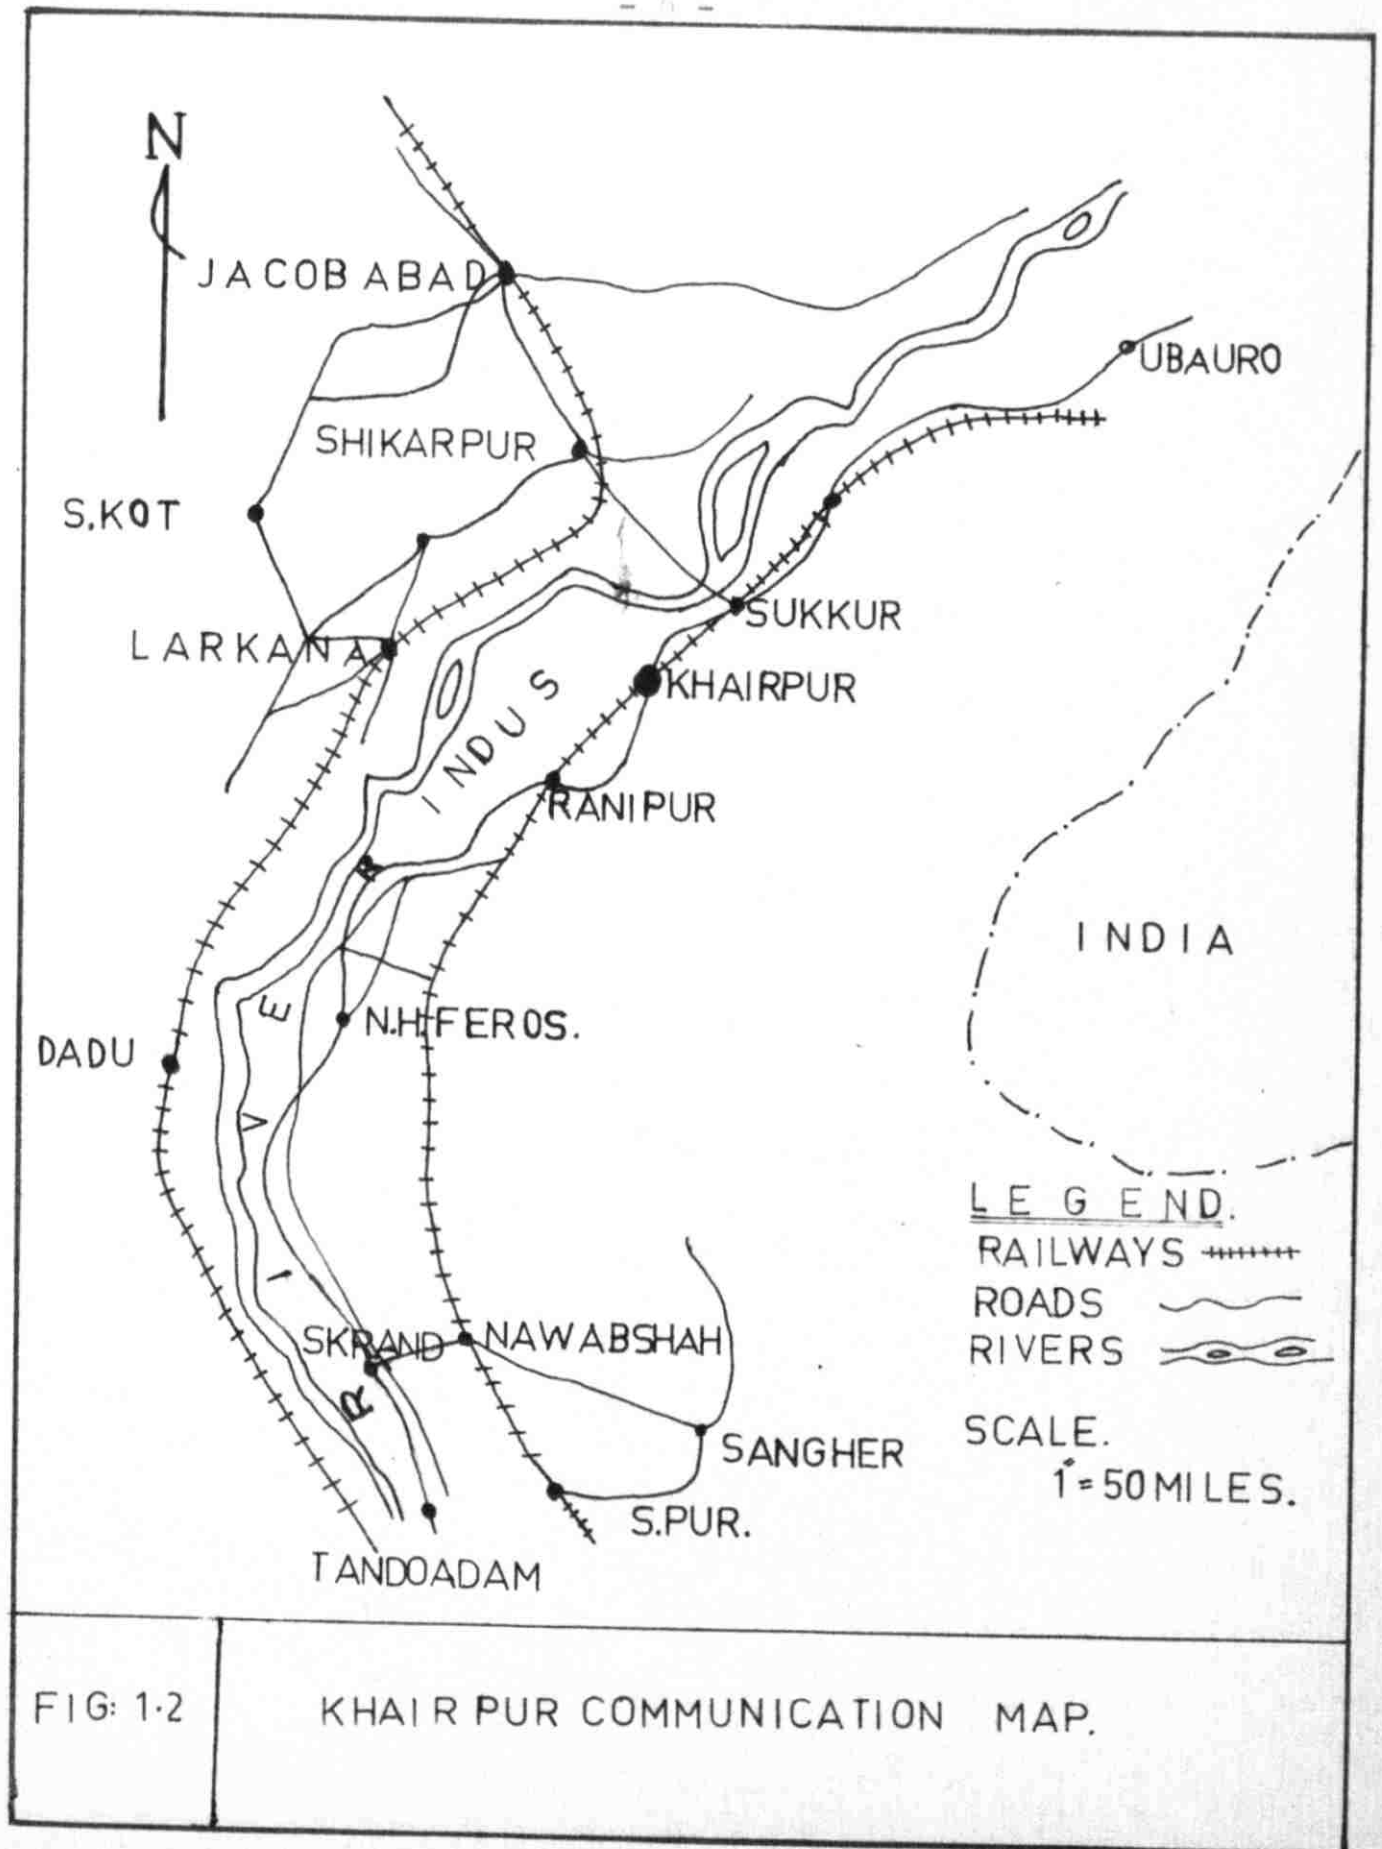 N
JACOBABAD
UBAURO
SHIKARPUR
S.KOT
SUKKUR
LARKANA
KHAIRPUR
INDUS
RANIPUR
INDIA
N.H.FEROS.
DADU
RIVER
LEGEND.
RAILWAYS
ROADS
RIVERS
SKRAND
NAWABSHAH
SANGHER
SCALE.
1"=50MILES.
S.PUR.
TANDOADAM
FIG: 1.2
KHAIRPUR COMMUNICATION MAP.